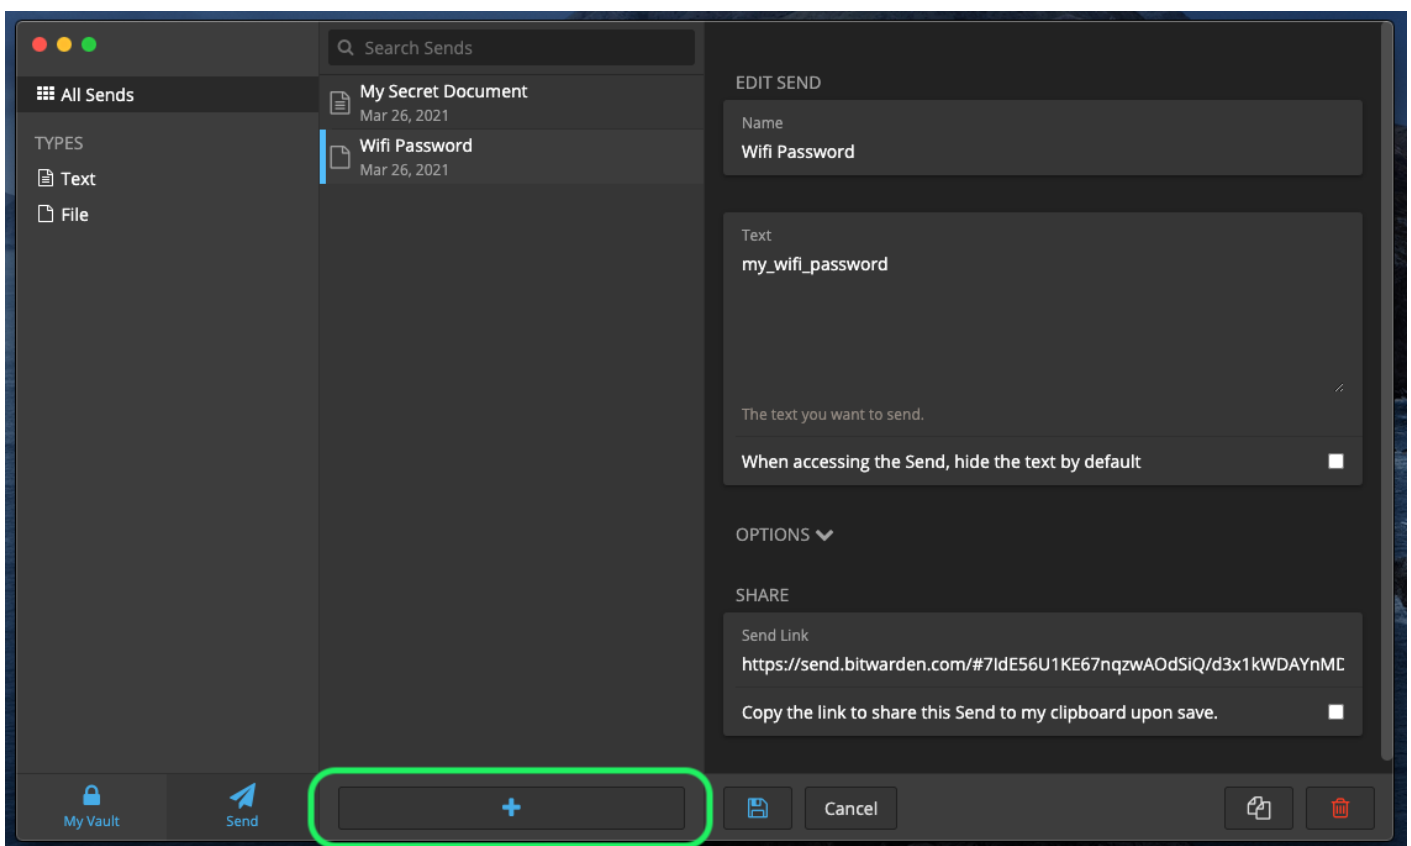 All Sends
TYPES
Text
File
My Vault
Send
Search Sends
My Secret Document
Mar 26, 2021
Wifi Password
Mar 26, 2021
EDIT SEND
Name
Wifi Password
Text
my_wifi_password
The text you want to send.
When accessing the Send, hide the text by default
OPTIONS
SHARE
Send Link
https://send.bitwarden.com/#7IdE56U1KE67nqzwAOdSiQ/d3x1kWDAYnMD
Copy the link to share this Send to my clipboard upon save.
Cancel